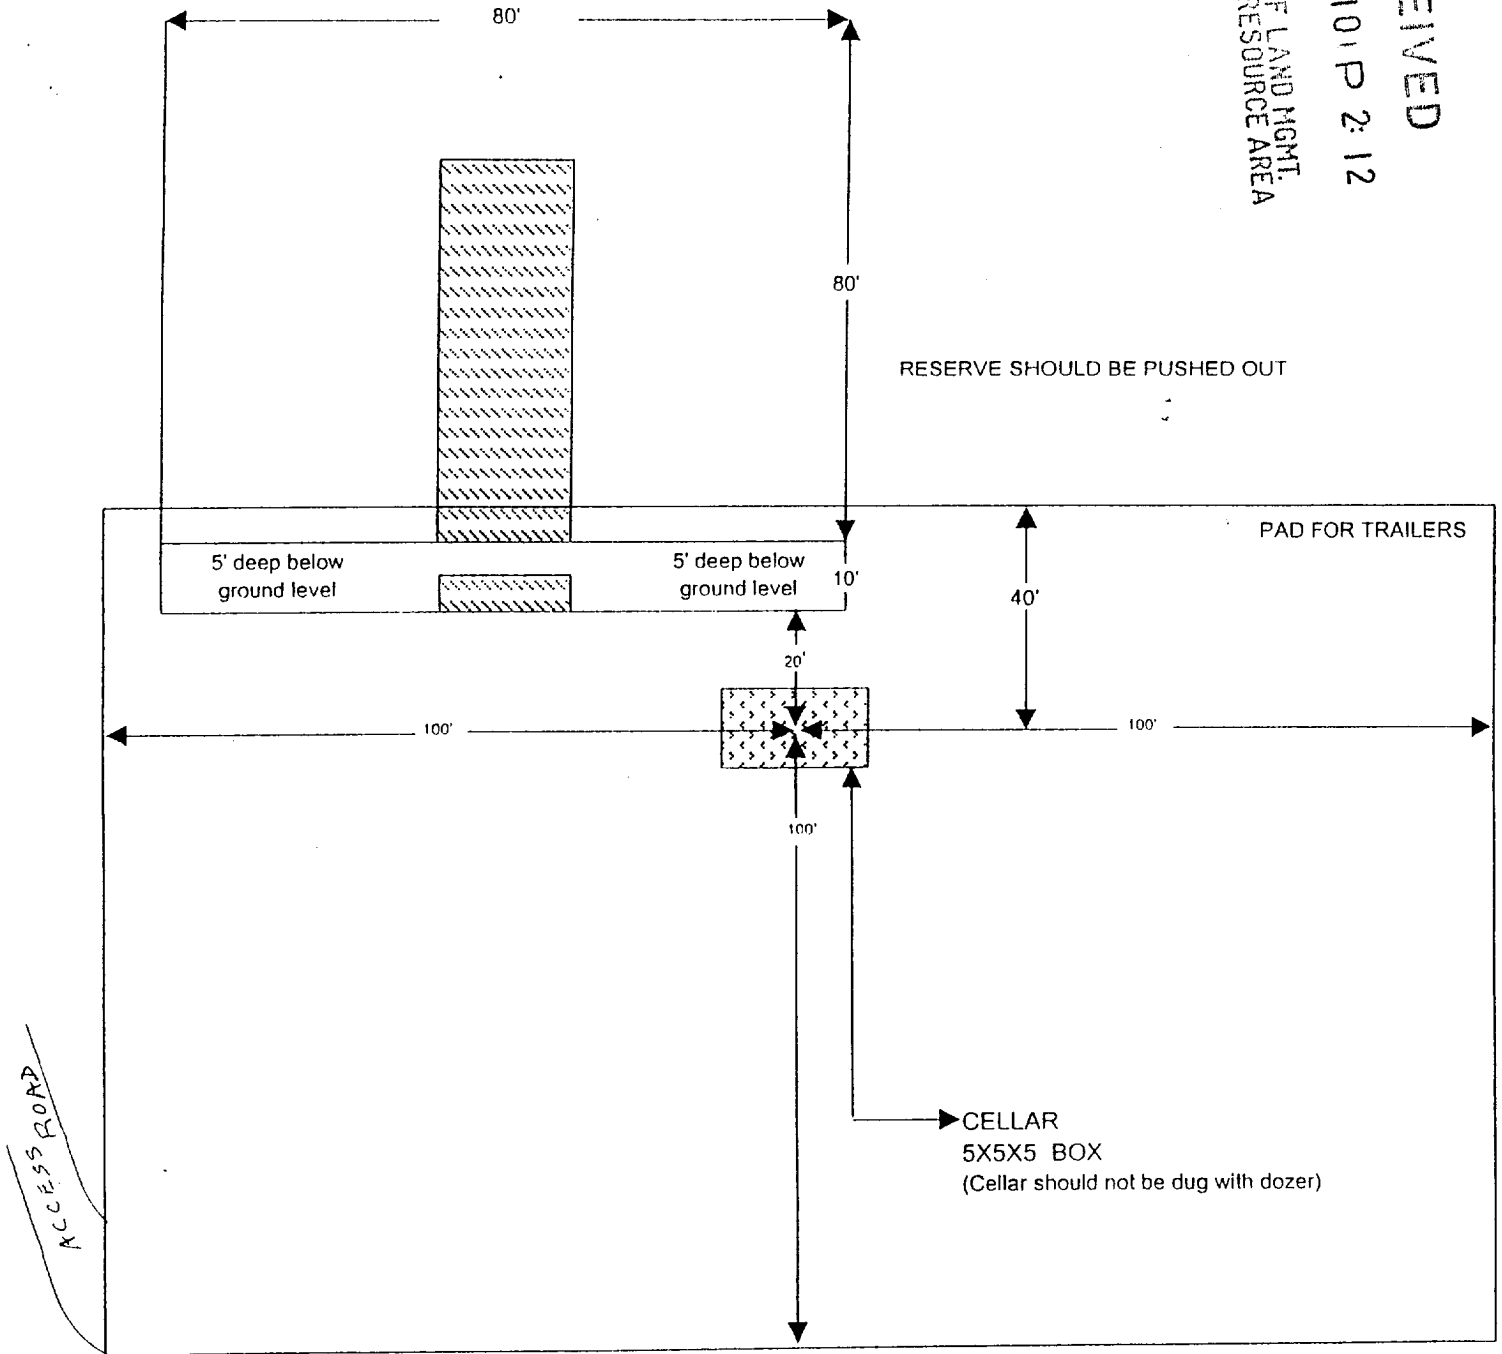 80'
EIVED
10 P 2:12
F LAND MGMT.
RESOURCE AREA
80'
RESERVE SHOULD BE PUSHED OUT
PAD FOR TRAILERS
5' deep below
ground level
5' deep below
ground level
10'
40'
20'
100'
100'
100'
CELLAR
5X5X5 BOX
(Cellar should not be dug with dozer)
ACCESS ROAD